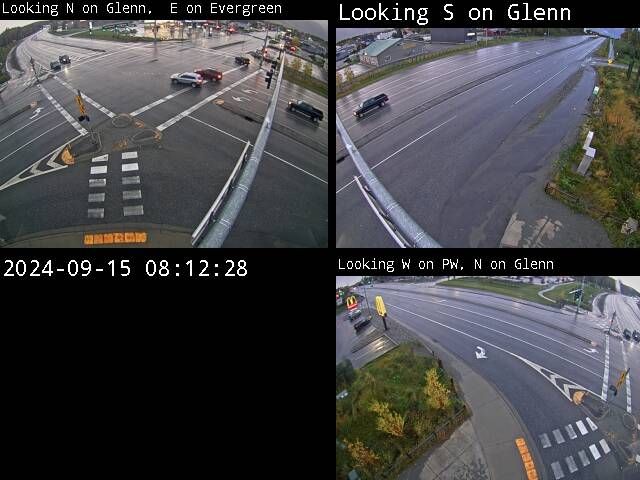 Looking N on Glenn,  E on Evergreen
Looking S on Glenn
2024-09-15 08:12:28
Looking W on PW, N on Glenn